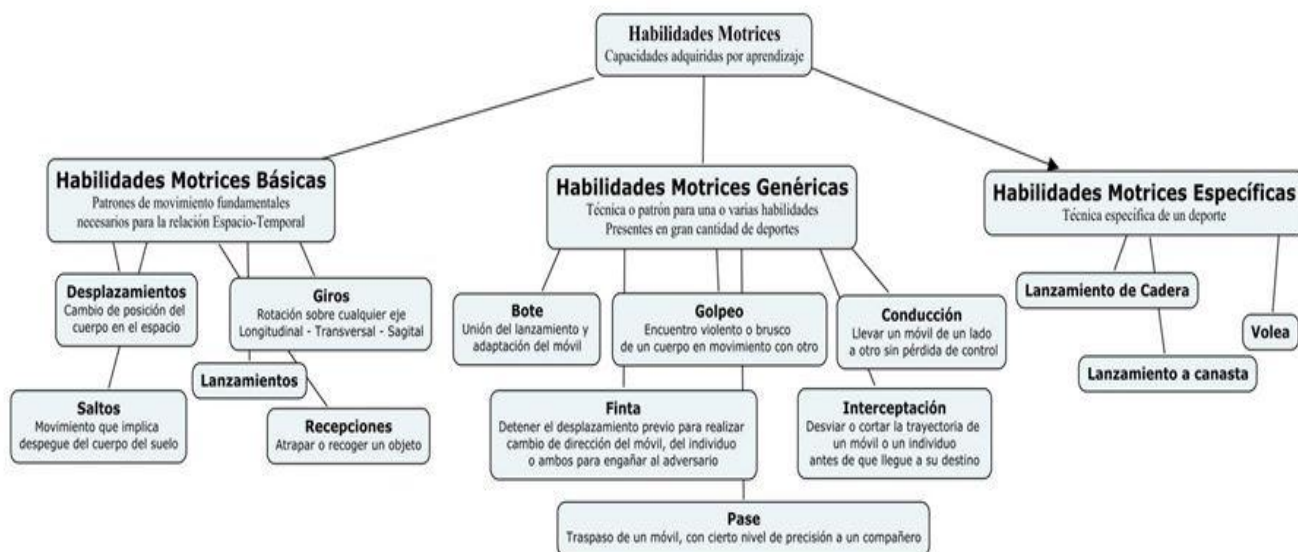 Habilidades Motrices
Capacidades adquiridas por aprendizaje
Habilidades Motrices Básicas
Patrones de movimiento fundamentales
necesarios para la relación Espacio-Temporal
Desplazamientos
Cambio de posición del
cuerpo en el espacio
Giros
Rotación sobre cualquier eje
Longitudinal - Transversal - Sagital
Lanzamientos
Saltos
Movimiento que implica
despegue del cuerpo del suelo
Recepciones
Atrapar o recoger un objeto
Habilidades Motrices Genéricas
Técnica o patrón para una o varias habilidades
Presentes en gran cantidad de deportes
Bote
Unión del lanzamiento y
adaptación del móvil
Golpeo
Encuentro violento o brusco
de un cuerpo en movimiento con otro
Conducción
Llevar un móvil de un lado
a otro sin pérdida de control
Finta
Detener el desplazamiento previo para realizar
cambio de dirección del móvil, del individuo
o ambos para engañar al adversario
Interceptación
Desviar o cortar la trayectoria de
un móvil o un individuo
antes de que llegue a su destino
Pase
Traspaso de un móvil, con cierto nivel de precisión a un compañero
Habilidades Motrices Específicas
Técnica especifica de un deporte
Lanzamiento de Cadera
Volea
Lanzamiento a canasta